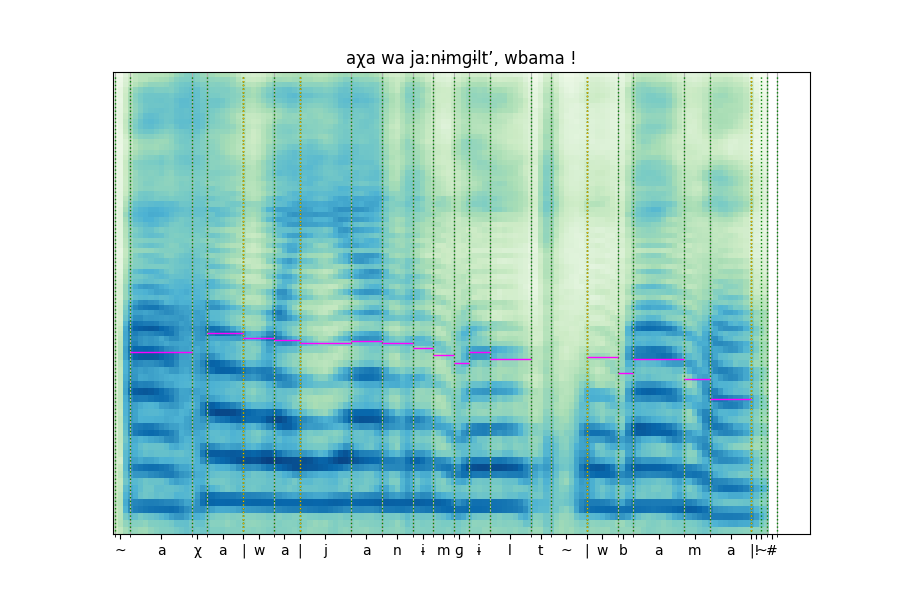 aχa wa jaːnɨmgɨlt’, wbama !
~ a χ a | w a | j a n ɨ m g ɨ l t ~ | w b a m a |!~#